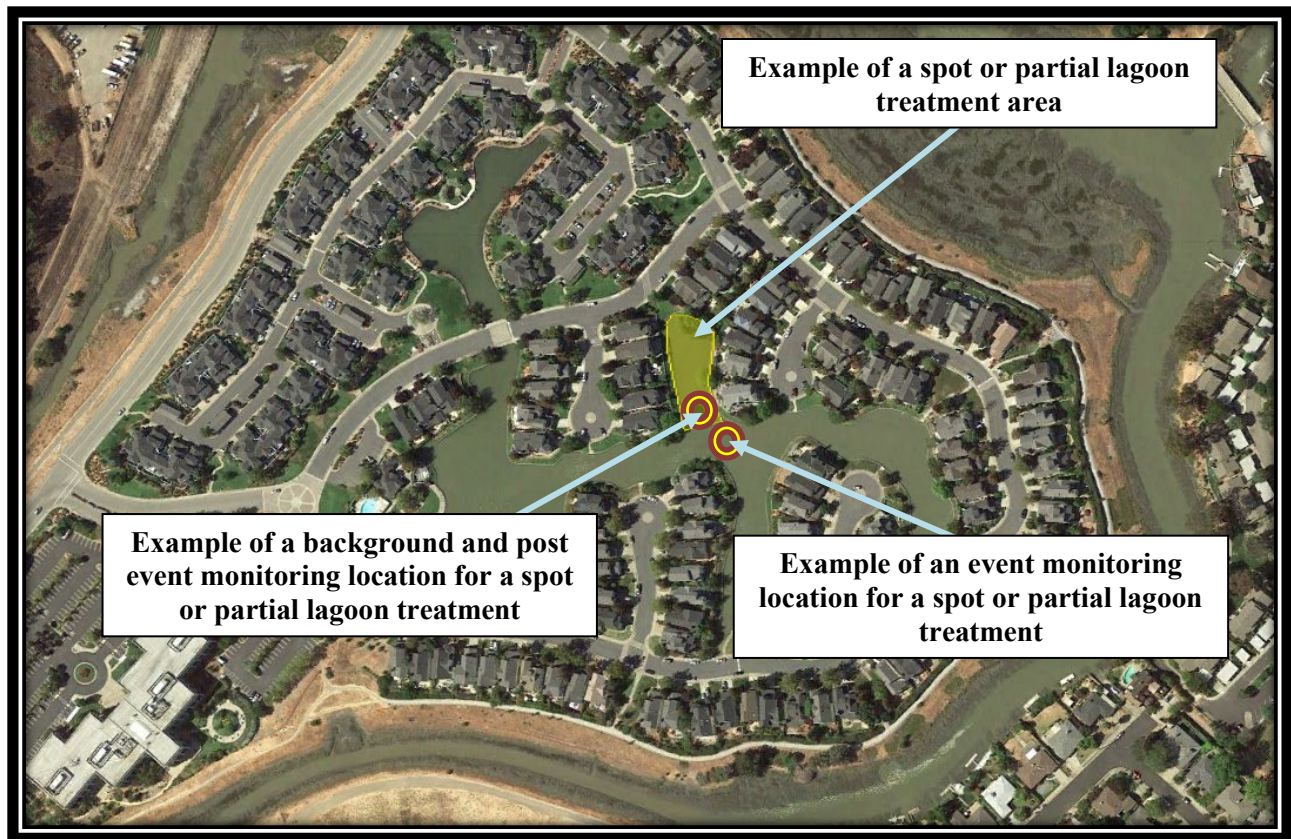 Example of a spot or partial lagoon
treatment area
Example of a background and post
event monitoring location for a spot
or partial lagoon treatment
Example of an event monitoring
location for a spot or partial lagoon
treatment